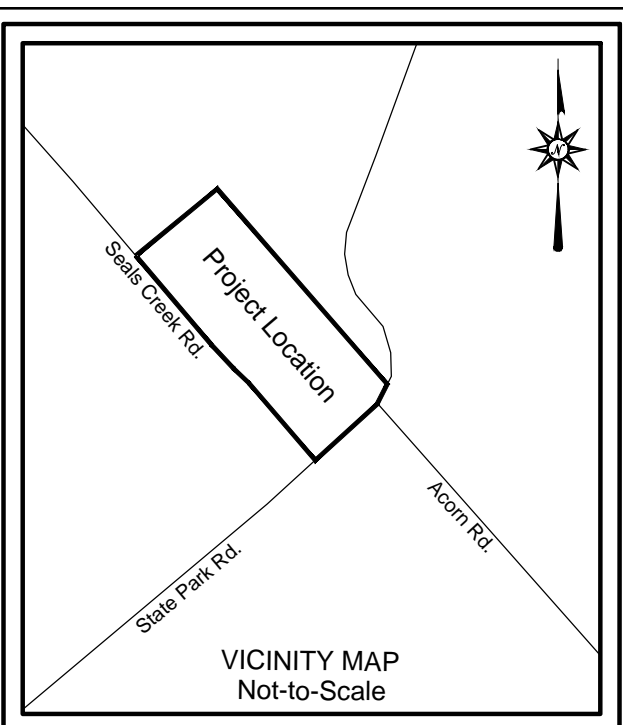 N
Seals Creek Rd.
Project Location
Acorn Rd.
State Park Rd.
VICINITY MAP
Not-to-Scale